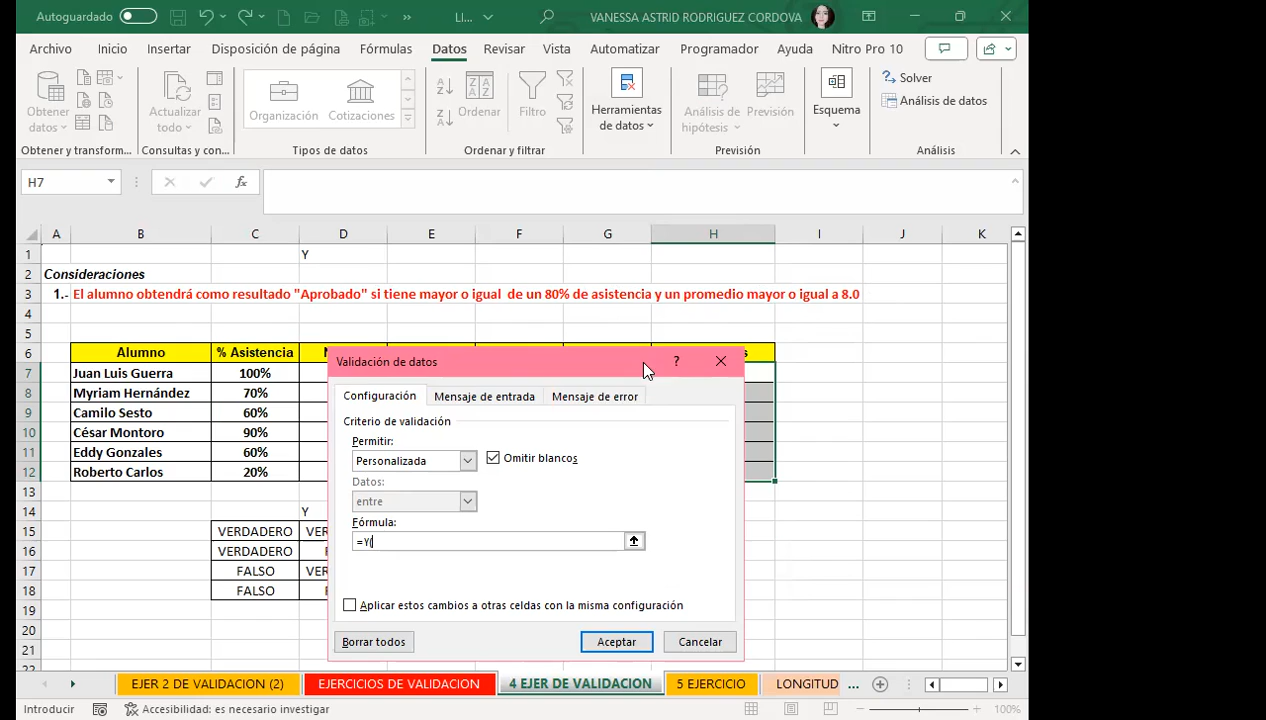 Autoguardado LI... VANESSA ASTRID RODRIGUEZ CORDOVA
Archivo Inicio Insertar Disposición de página Fórmulas Datos Revisar Vista Automatizar Programador Ayuda Nitro Pro 10
Obtener datos Actualizar todo Organización Cotizaciones Ordenar Filtro Herramientas de datos Análisis de hipótesis Previsión Esquema Solver
Análisis de datos
Obtener y transform... Consultas y con... Tipos de datos Ordenar y filtrar Previsión Análisis
H7 fx
A B C D E F G H I J K
1 Y
2 Consideraciones
3 1.- El alumno obtendrá como resultado "Aprobado" si tiene mayor o igual de un 80% de asistencia y un promedio mayor o igual a 8.0
4
5
6 Alumno % Asistencia
7 Juan Luis Guerra 100%
8 Myriam Hernández 70%
9 Camilo Sesto 60%
10 César Montoro 90%
11 Eddy Gonzales 60%
12 Roberto Carlos 20%
13
14 Y
15 VERDADERO
16 VERDADERO
17 FALSO
18 FALSO
19
20
21
22
Validación de datos ?
Configuración Mensaje de entrada Mensaje de error
Criterio de validación
Permitir:
Personalizada Omitir blancos
Datos:
entre
Fórmula:
=Y(
Aplicar estos cambios a otras celdas con la misma configuración
Borrar todos Aceptar Cancelar
EJER 2 DE VALIDACION (2) EJERCICIOS DE VALIDACION 4 EJER DE VALIDACION 5 EJERCICIO LONGITUD ...
Introducir Accesibilidad: es necesario investigar 100%